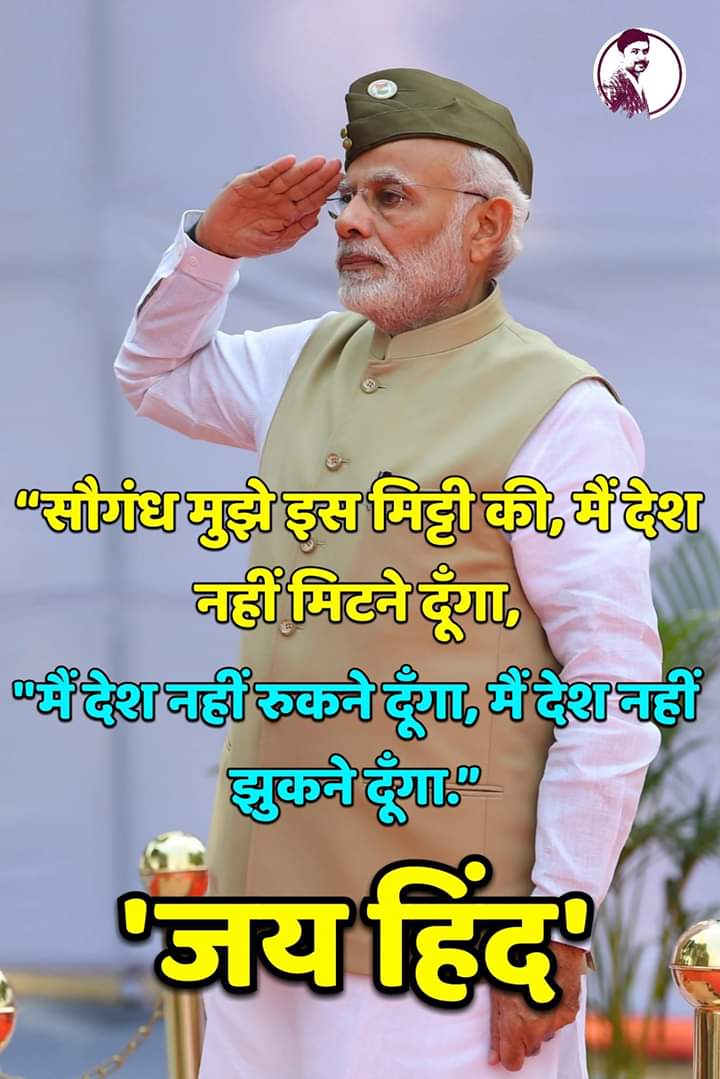 “सौगंध मुझे इस मिट्टी की, मैं देश
नहीं मिटने दूँगा,
"मैं देश नहीं रुकने दूँगा, मैं देश नहीं
झुकने दूँगा.”
'जय हिंद'